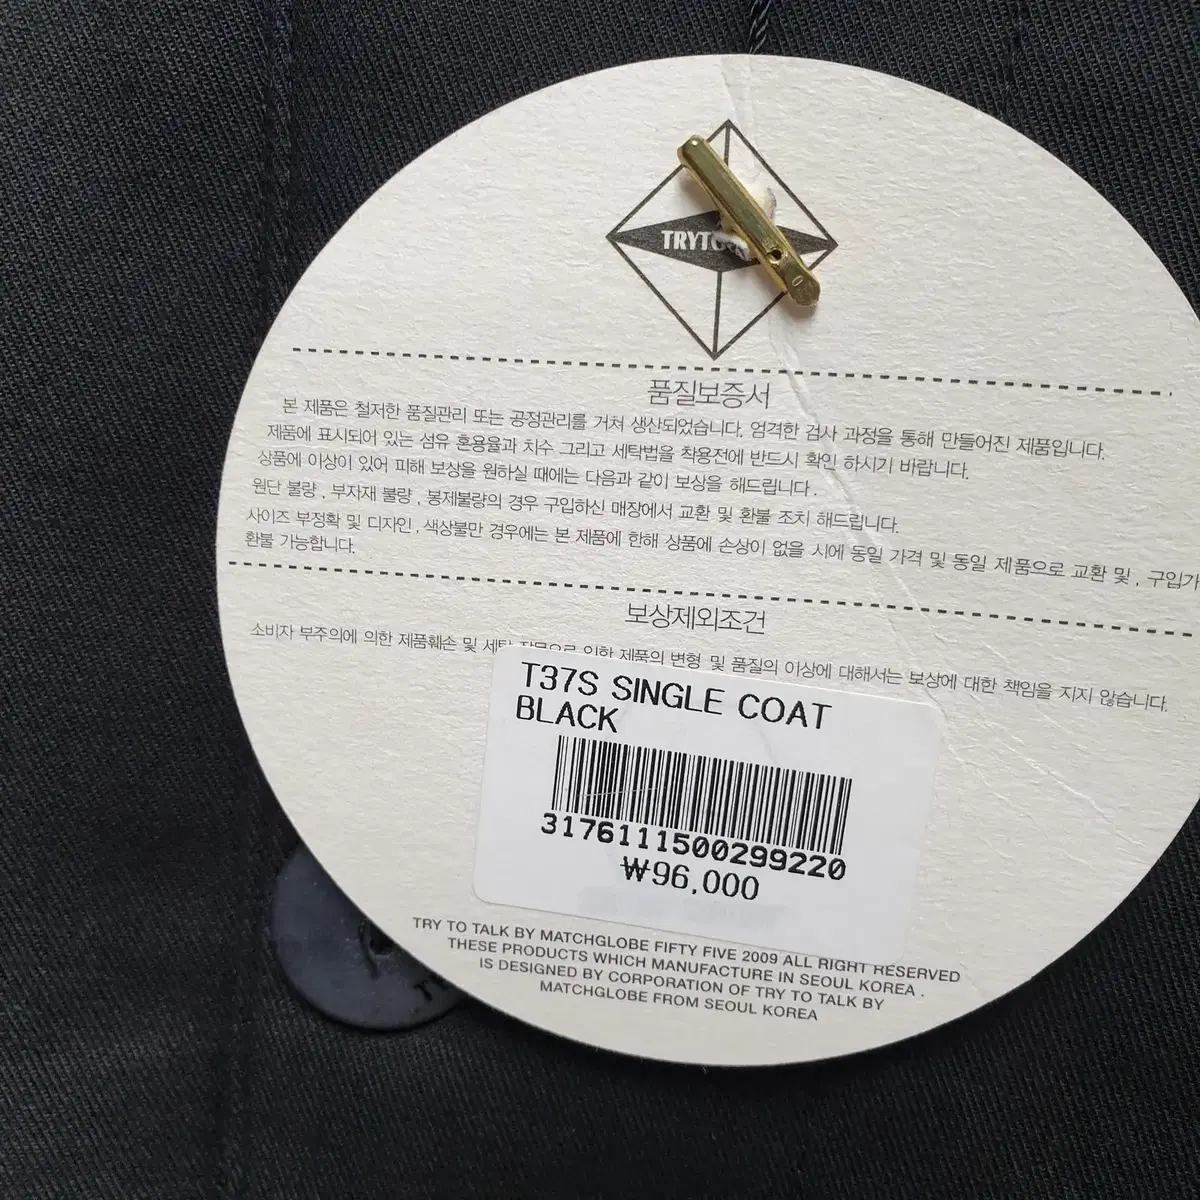 품질보증서
본 제품은 철저한 품질관리 또는 공정관리를 거쳐 생산되었습니다. 엄격한 검사 과정을 통해 만들어진 제품입니다.
제품에 표시되어 있는 섬유 혼용율과 치수 그리고 세탁법을 착용전에 반드시 확인 하시기 바랍니다.
상품에 이상이 있어 피해 보상을 원하실 때에는 다음과 같이 보상을 해드립니다.
원단 불량, 부자재 불량, 봉제불량의 경우 구입하신 매장에서 교환 및 환불 조치 해드립니다.
사이즈 부정확 및 디자인, 색상불만 경우에는 본 제품에 한해 상품에 손상이 없을 시에 동일 가격 및 동일 제품으로 교환 및, 구입가
환불 가능합니다.
보상제외조건
소비자 부주의에 의한 제품훼손 및 인한 제품의 변형 및 품질의 이상에 대해서는 보상에 대한 책임을 지지 않습니다.
T37S SINGLE COAT
BLACK
3176111500299220
₩96,000
TRY TO TALK BY MATCHGLOBE FIFTY FIVE 2009 ALL RIGHT RESERVED
THESE PRODUCTS WHICH MANUFACTURE IN SEOUL KOREA .
IS DESIGNED BY CORPORATION OF TRY TO TALK BY
MATCHGLOBE FROM SEOUL KOREA